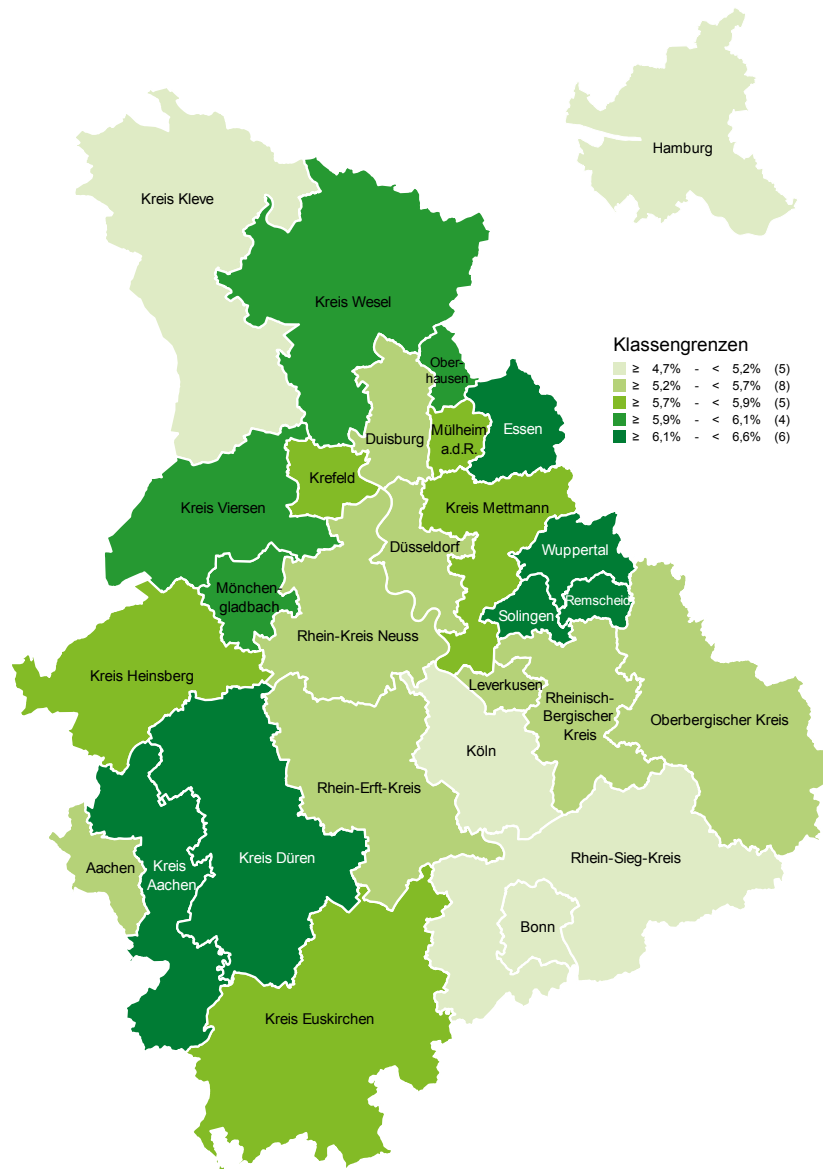 Hamburg
Kreis Kleve
Kreis Wesel
Klassengrenzen
≥ 4,7% - < 5,2% (5)
≥ 5,2% - < 5,7% (8)
≥ 5,7% - < 5,9% (5)
≥ 5,9% - < 6,1% (4)
≥ 6,1% - < 6,6% (6)
Ober-
hausen
Duisburg
Mülheim
a.d.R.
Essen
Krefeld
Kreis Viersen
Kreis Mettmann
Düsseldorf
Wuppertal
Mönchen-
gladbach
Remscheid
Solingen
Rhein-Kreis Neuss
Kreis Heinsberg
Leverkusen
Rheinisch-
Bergischer
Kreis
Oberbergischer Kreis
Köln
Rhein-Erft-Kreis
Aachen
Kreis
Aachen
Kreis Düren
Rhein-Sieg-Kreis
Bonn
Kreis Euskirchen